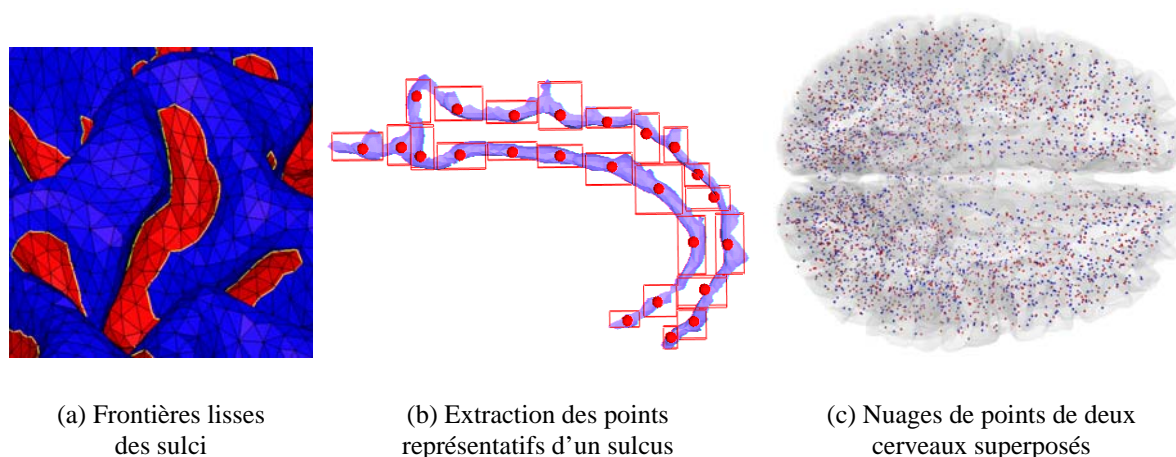 (a) Frontières lisses
des sulci
(b) Extraction des points
représentatifs d’un sulcus
(c) Nuages de points de deux
cerveaux superposés